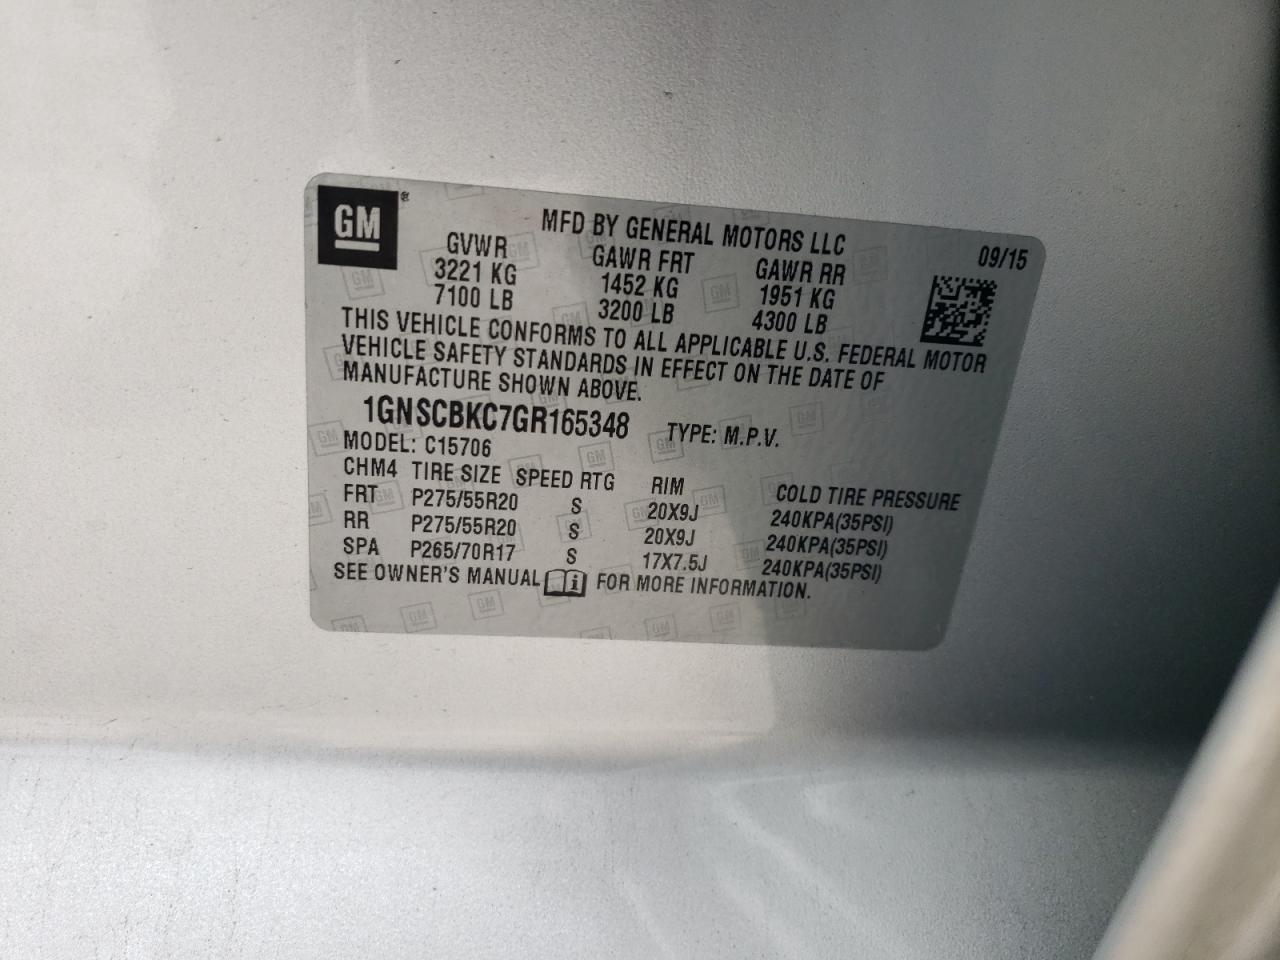 GM®
MFD BY GENERAL MOTORS LLC
09/15
GVWR GAWR FRT GAWR RR
3221 KG 1452 KG 1951 KG
7100 LB 3200 LB 4300 LB
THIS VEHICLE CONFORMS TO ALL APPLICABLE U.S. FEDERAL MOTOR
VEHICLE SAFETY STANDARDS IN EFFECT ON THE DATE OF
MANUFACTURE SHOWN ABOVE.
1GNSCBKC7GR165348 TYPE: M.P.V.
MODEL: C15706
CHM4 TIRE SIZE SPEED RTG RIM COLD TIRE PRESSURE
FRT P275/55R20 S 20X9J 240KPA(35PSI)
RR P275/55R20 S 20X9J 240KPA(35PSI)
SPA P265/70R17 S 17X7.5J 240KPA(35PSI)
SEE OWNER'S MANUAL i FOR MORE INFORMATION.